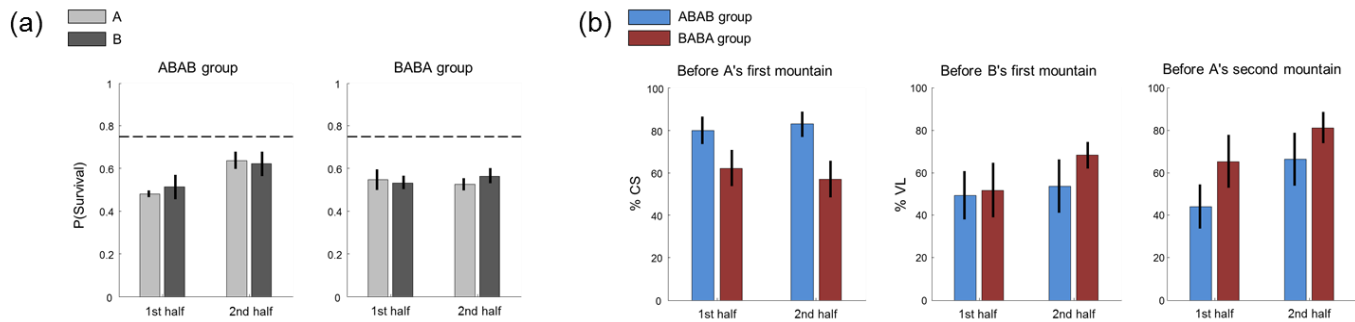 (a)
A
B
ABAB group
BABA group
P(Survival)
1
0.8
0.6
0.4
0.2
0
1st half
2nd half
1
0.8
0.6
0.4
0.2
0
1st half
2nd half
(b)
ABAB group
BABA group
Before A's first mountain
Before B's first mountain
Before A's second mountain
% CS
100
80
60
40
20
0
1st half
2nd half
% VL
100
80
60
40
20
0
1st half
2nd half
100
80
60
40
20
0
1st half
2nd half